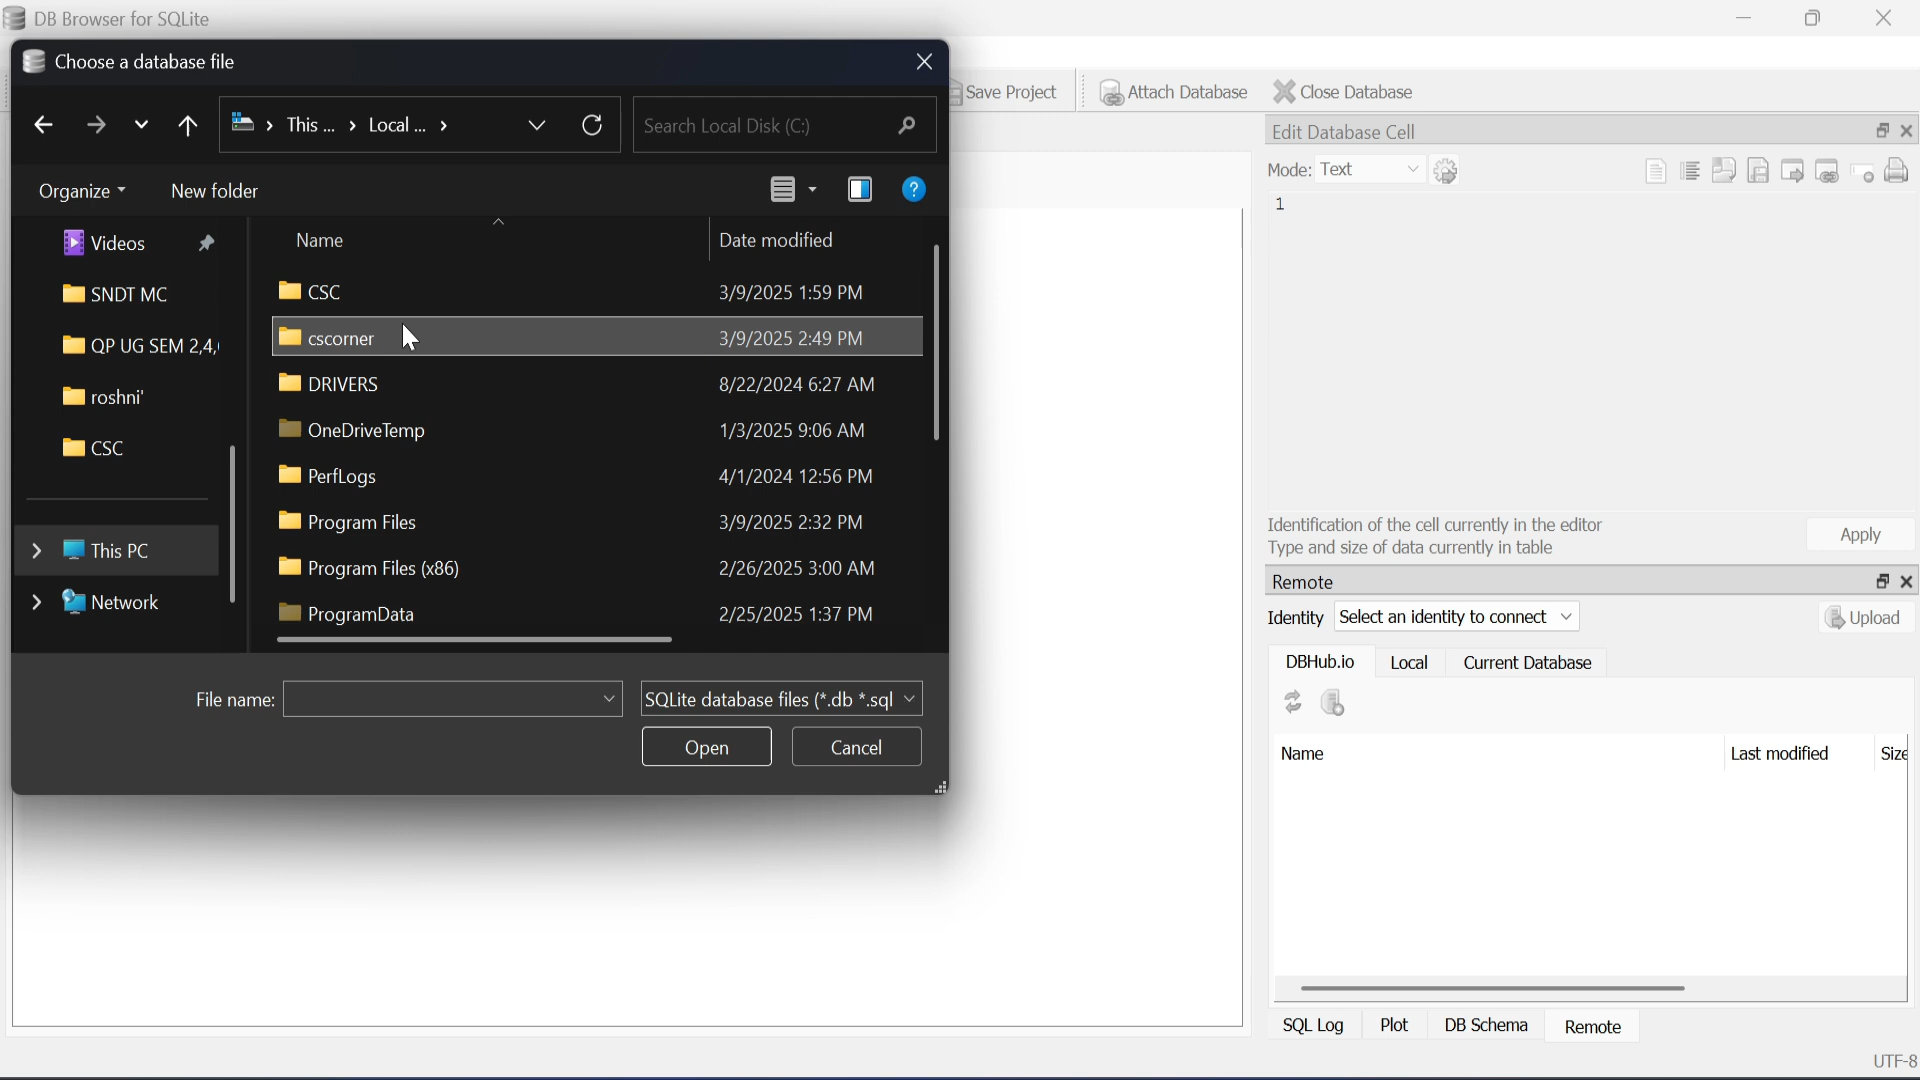 DB Browser for SQLite
Choose a database file
Save Project
Attach Database
Close Database
This ... › Local ... ›
Search Local Disk (C:)
Organize
New folder
Videos
SNDT MC
QP UG SEM 2,4,
roshni'
CSC
This PC
Network
Name
Date modified
CSC 3/9/2025 1:59 PM
cscorner 3/9/2025 2:49 PM
DRIVERS 8/22/2024 6:27 AM
OneDriveTemp 1/3/2025 9:06 AM
PerfLogs 4/1/2024 12:56 PM
Program Files 3/9/2025 2:32 PM
Program Files (x86) 2/26/2025 3:00 AM
ProgramData 2/25/2025 1:37 PM
File name:
SQLite database files (*.db *.sql
Open
Cancel
Edit Database Cell
Mode: Text
1
Identification of the cell currently in the editor
Type and size of data currently in table
Apply
Remote
Identity Select an identity to connect
Upload
DBHub.io
Local
Current Database
Name
Last modified
Size
SQL Log
Plot
DB Schema
Remote
UTF-8